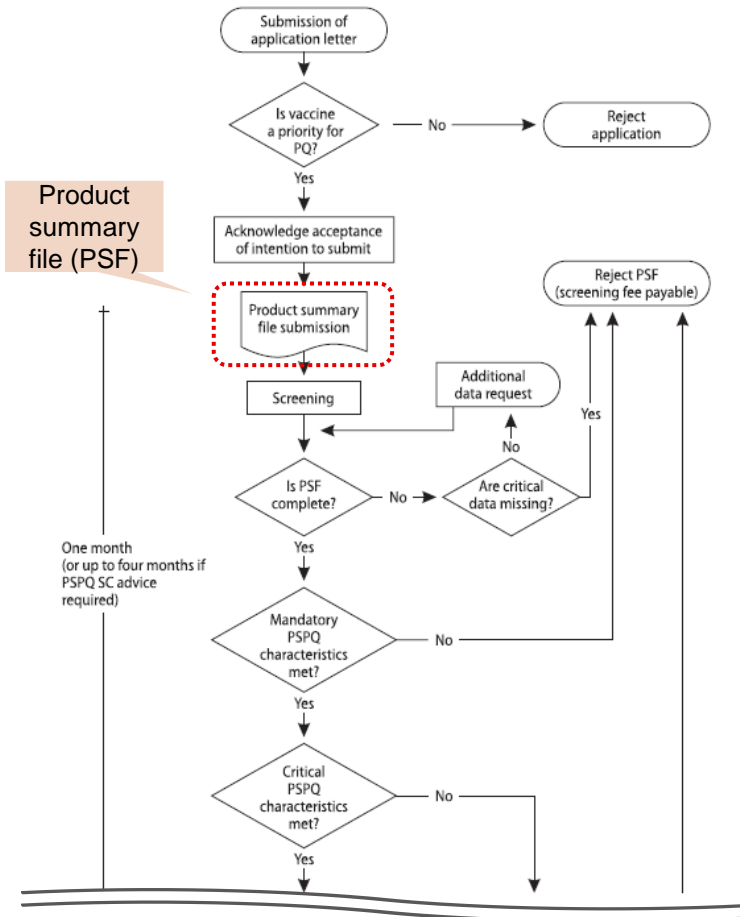 Submission of
application letter
Is vaccine
a priority for
PQ?
No
Reject
application
Yes
Product
summary
file (PSF)
Acknowledge acceptance
of intention to submit
Reject PSF
(screening fee payable)
Product summary
file submission
Additional
data request
Screening
Yes
No
Is PSF
complete?
No
Are critical
data missing?
One month
(or up to four months if
PSPQ SC advice
required)
Yes
Mandatory
PSPQ
characteristics
met?
No
Yes
Critical
PSPQ
characteristics
met?
No
Yes